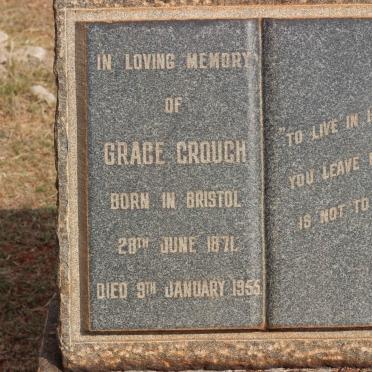 IN LOVING MEMORY
OF
GRACE CROUCH
BORN IN BRISTOL
28TH JUNE 1871.
DIED 9TH JANUARY 1955
"TO LIVE IN
YOU LEAVE
IS NOT TO